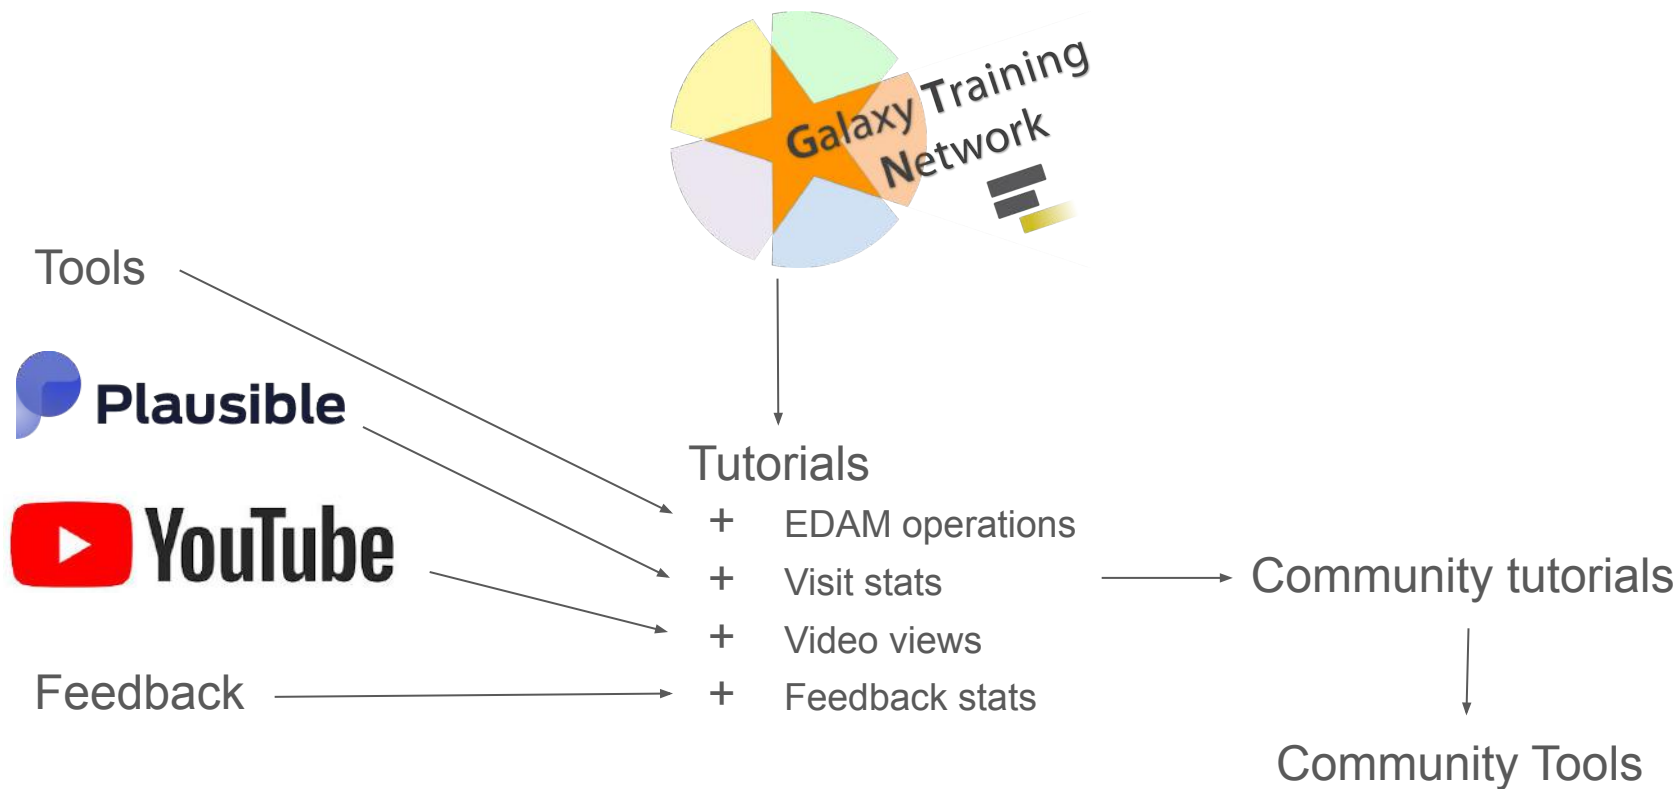 Galaxy Training
Network
Tools
Plausible
YouTube
Feedback
Tutorials
+ EDAM operations
+ Visit stats
+ Video views
+ Feedback stats
Community tutorials
Community Tools